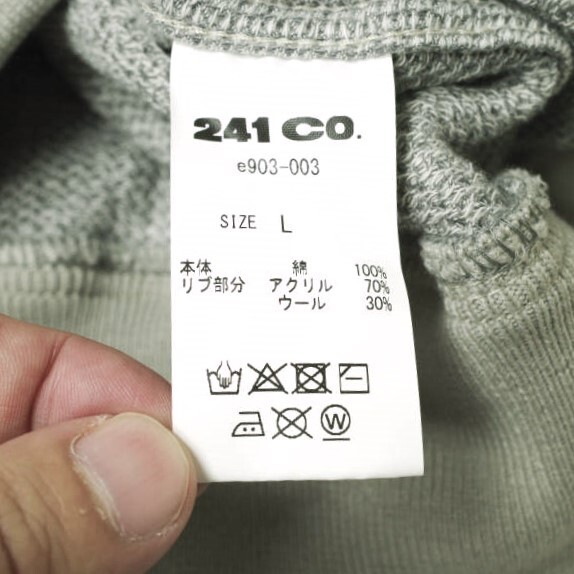 241 CO.
e903-003
SIZE L
本体 綿 100%
リブ部分 アクリル 70%
ウール 30%
W